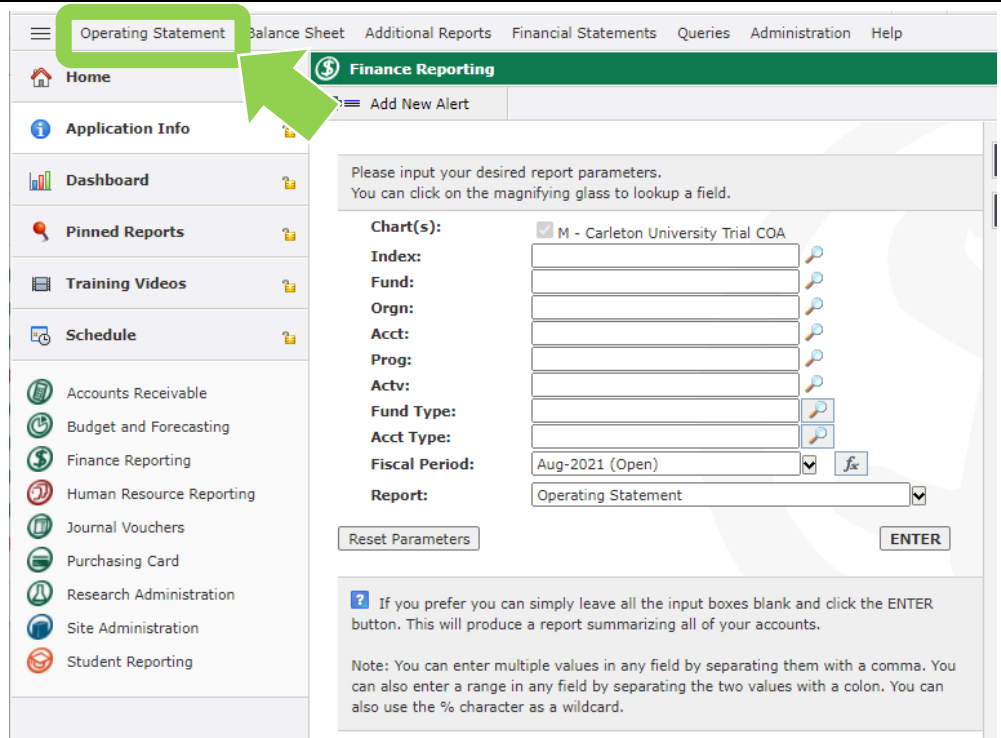 Operating Statement Balance Sheet Additional Reports Financial Statements Queries Administration Help
Home
Application Info
Dashboard
Pinned Reports
Training Videos
Schedule
Accounts Receivable
Budget and Forecasting
Finance Reporting
Human Resource Reporting
Journal Vouchers
Purchasing Card
Research Administration
Site Administration
Student Reporting
Finance Reporting
Add New Alert
Please input your desired report parameters.
You can click on the magnifying glass to lookup a field.
Chart(s): M - Carleton University Trial COA
Index:
Fund:
Orgn:
Acct:
Prog:
Actv:
Fund Type:
Acct Type:
Fiscal Period: Aug-2021 (Open) fx
Report: Operating Statement
Reset Parameters ENTER
? If you prefer you can simply leave all the input boxes blank and click the ENTER
button. This will produce a report summarizing all of your accounts.
Note: You can enter multiple values in any field by separating them with a comma. You
can also enter a range in any field by separating the two values with a colon. You can
also use the % character as a wildcard.